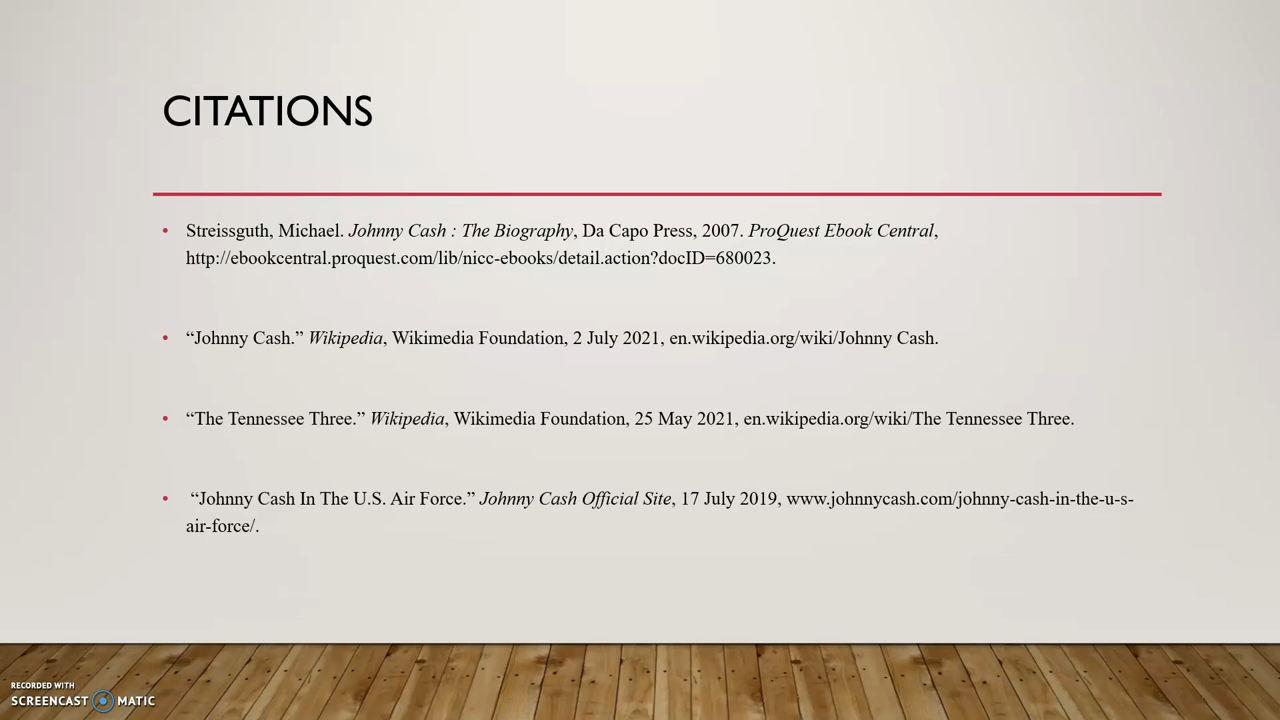 CITATIONS
• Streissguth, Michael. Johnny Cash : The Biography, Da Capo Press, 2007. ProQuest Ebook Central,
http://ebookcentral.proquest.com/lib/nicc-ebooks/detail.action?docID=680023.
• “Johnny Cash.” Wikipedia, Wikimedia Foundation, 2 July 2021, en.wikipedia.org/wiki/Johnny Cash.
• “The Tennessee Three.” Wikipedia, Wikimedia Foundation, 25 May 2021, en.wikipedia.org/wiki/The Tennessee Three.
• “Johnny Cash In The U.S. Air Force.” Johnny Cash Official Site, 17 July 2019, www.johnnycash.com/johnny-cash-in-the-u-s-
air-force/.
RECORDED WITH
SCREENCAST MATIC